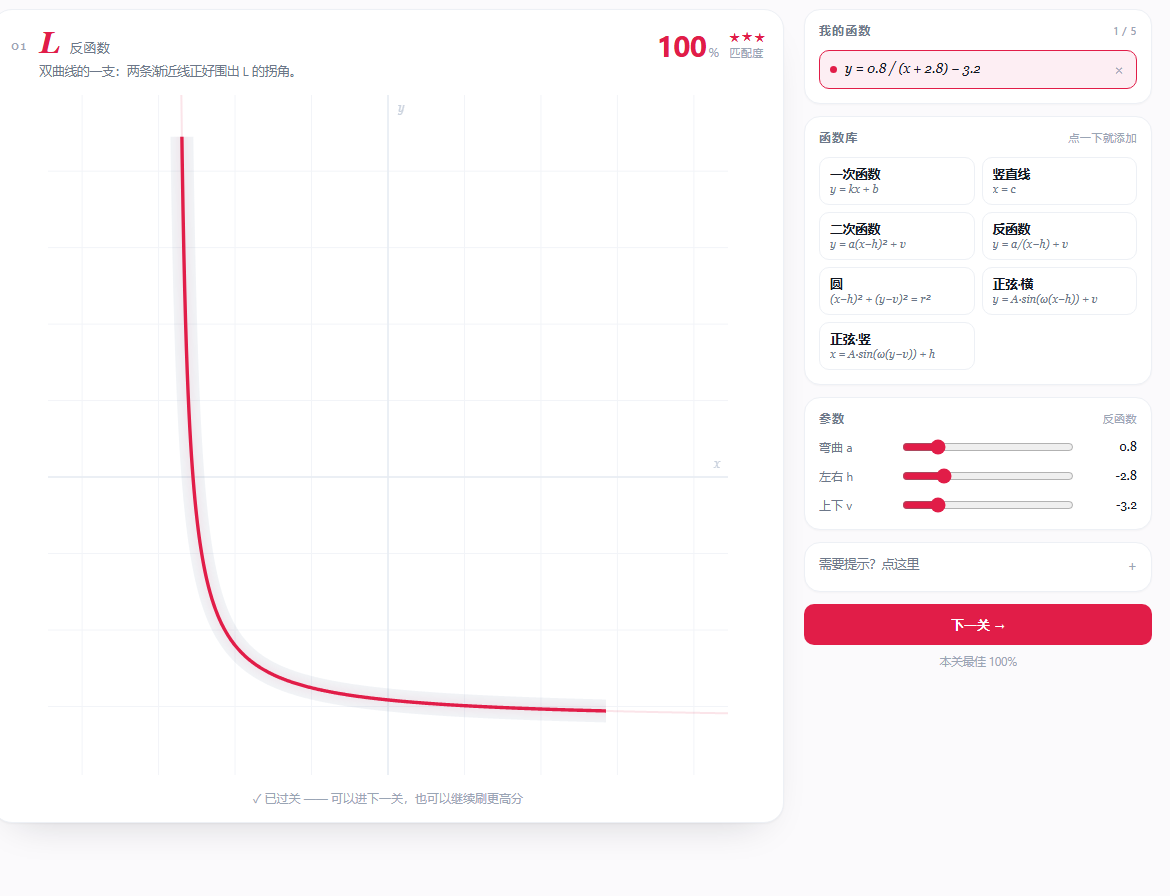 01 L 反函数
双曲线的一支：两条渐近线正好围出 L 的拐角。
100% ★★★ 匹配度
y
x
✓ 已过关 —— 可以进下一关，也可以继续刷更高分
我的函数 1 / 5
y = 0.8 / (x + 2.8) − 3.2 ×
函数库 点一下就添加
一次函数
y = kx + b
竖直线
x = c
二次函数
y = a(x−h)² + v
反函数
y = a/(x−h) + v
圆
(x−h)² + (y−v)² = r²
正弦·横
y = A·sin(ω(x−h)) + v
正弦·竖
x = A·sin(ω(y−v)) + h
参数 反函数
弯曲 a 0.8
左右 h -2.8
上下 v -3.2
需要提示？点这里 +
下一关 →
本关最佳 100%